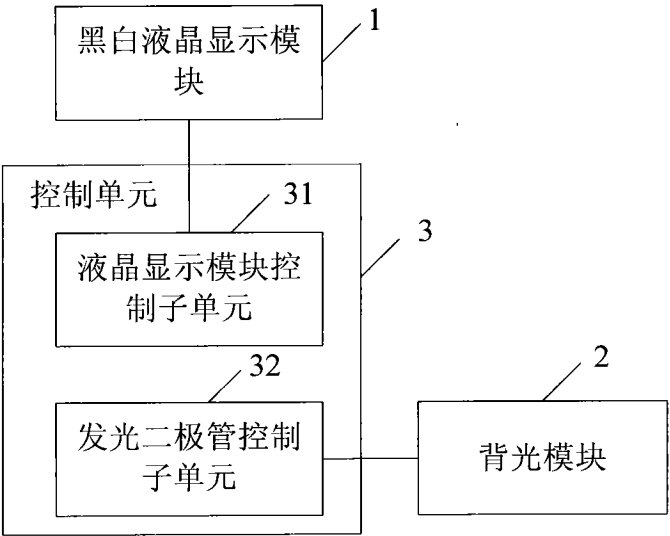 黑白液晶显示模
块
1
控制单元
31
液晶显示模块控
制子单元
3
32
发光二极管控制
子单元
2
背光模块